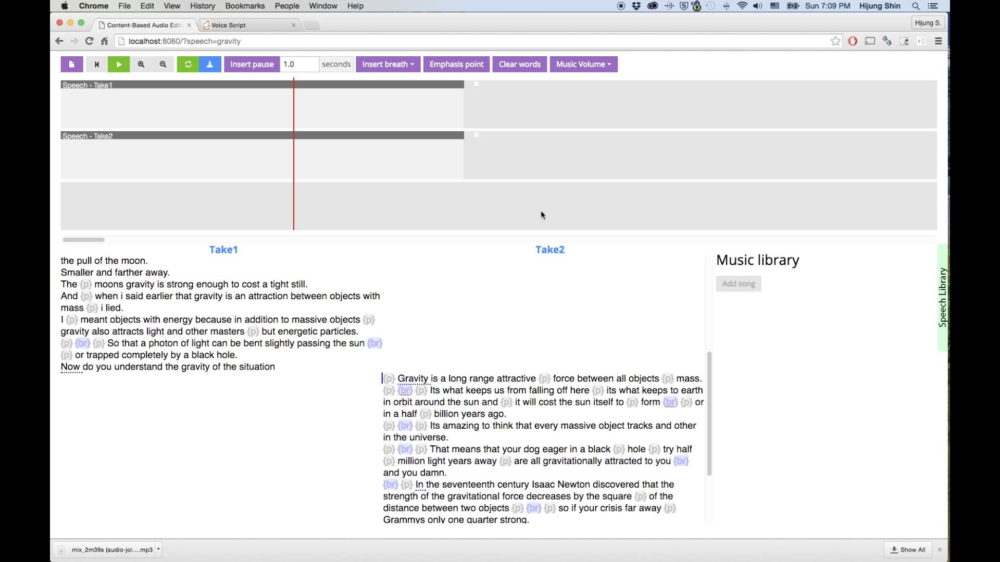 Chrome File Edit View History Bookmarks People Window Help Sun 7:09 PM Hijung Shin
Content-Based Audio Edit Voice Script Hijung S.
localhost:8080/?speech=gravity
Insert pause 1.0 seconds Insert breath Emphasis point Clear words Music Volume
Speech - Take1
Speech - Take2
Take1 Take2
the pull of the moon.
Smaller and farther away.
The {p} moons gravity is strong enough to cost a tight still.
And {p} when i said earlier that gravity is an attraction between objects with
mass {p} i lied.
I {p} meant objects with energy because in addition to massive objects {p}
gravity also attracts light and other masters {p} but energetic particles.
{p} {br} {p} So that a photon of light can be bent slightly passing the sun {br}
{p} or trapped completely by a black hole.
Now do you understand the gravity of the situation
{p} Gravity is a long range attractive {p} force between all objects {p} mass.
{p} {br} {p} Its what keeps us from falling off here {p} its what keeps to earth
in orbit around the sun and {p} it will cost the sun itself to {p} form {br} {p} or
in a half {p} billion years ago.
{p} {br} {p} Its amazing to think that every massive object tracks and other
in the universe.
{p} {br} {p} That means that your dog eager in a black {p} hole {p} try half
{p} million light years away {p} are all gravitationally attracted to you {br}
and you damn.
{br} {p} In the seventeenth century Isaac Newton discovered that the
strength of the gravitational force decreases by the square {p} of the
distance between two objects {p} {br} {p} so if your crisis far away {p}
Grammys only one quarter strong.
Music library
Add song
Speech Library
mix_2m39s (audio-joi....mp3 Show All